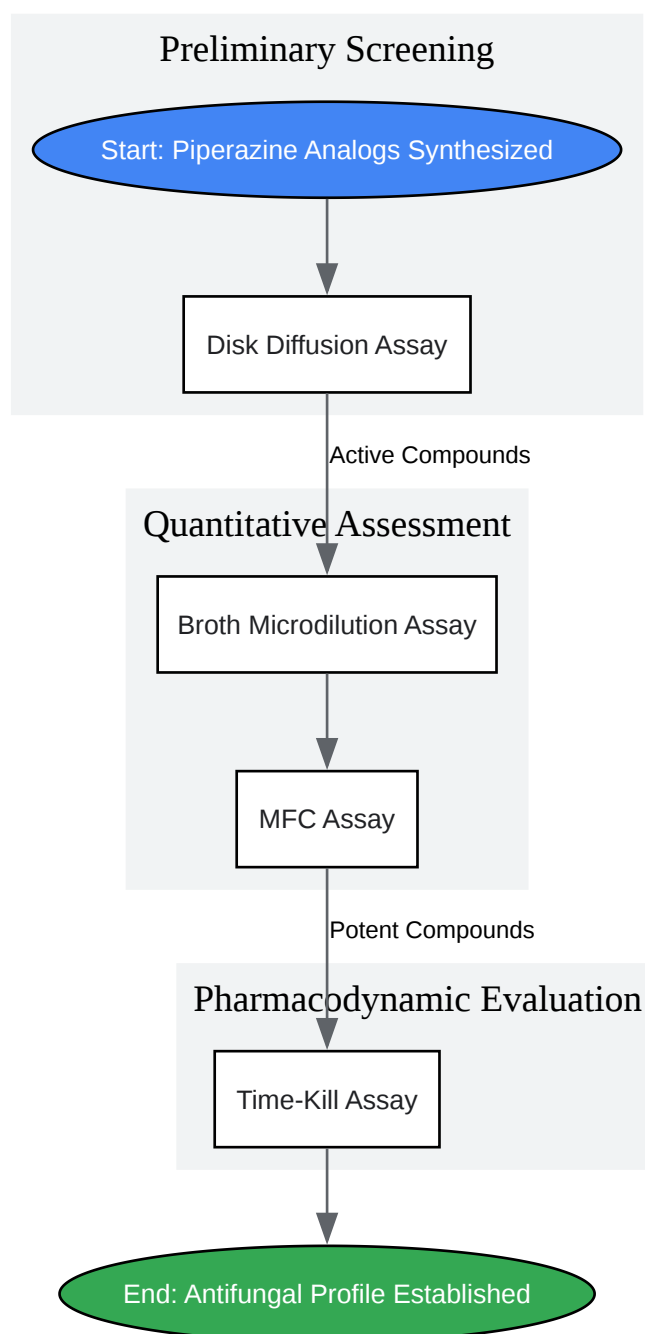 Preliminary Screening
Start: Piperazine Analogs Synthesized
Disk Diffusion Assay
Active Compounds
Quantitative Assessment
Broth Microdilution Assay
MFC Assay
Potent Compounds
Pharmacodynamic Evaluation
Time-Kill Assay
End: Antifungal Profile Established